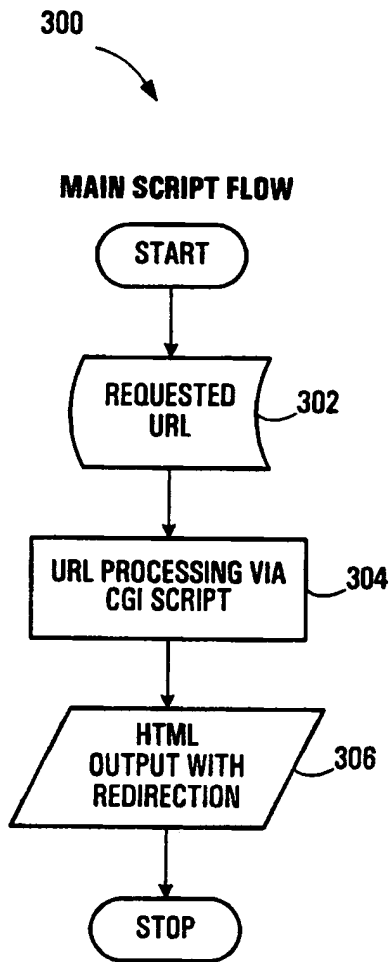 300
MAIN SCRIPT FLOW
START
REQUESTED
URL
302
URL PROCESSING VIA
CGI SCRIPT
304
HTML
OUTPUT WITH
REDIRECTION
306
STOP